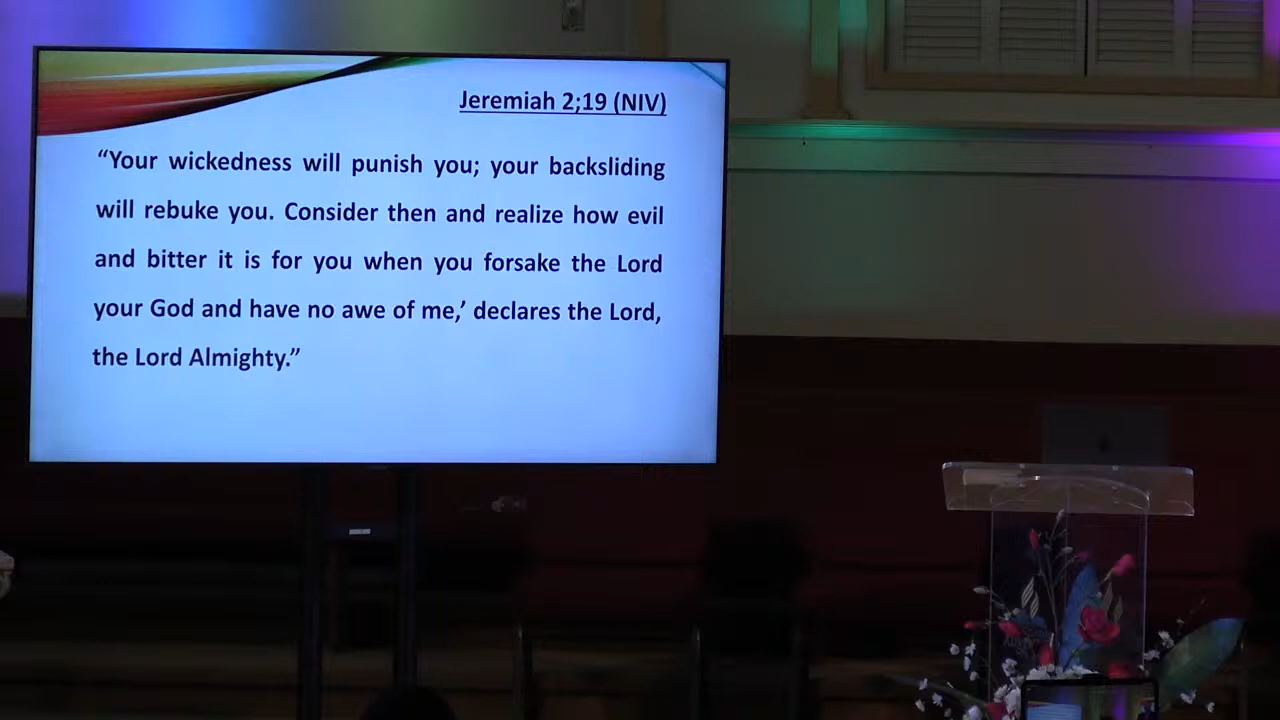 Jeremiah 2;19 (NIV)
“Your wickedness will punish you; your backsliding
will rebuke you. Consider then and realize how evil
and bitter it is for you when you forsake the Lord
your God and have no awe of me,’ declares the Lord,
the Lord Almighty.”